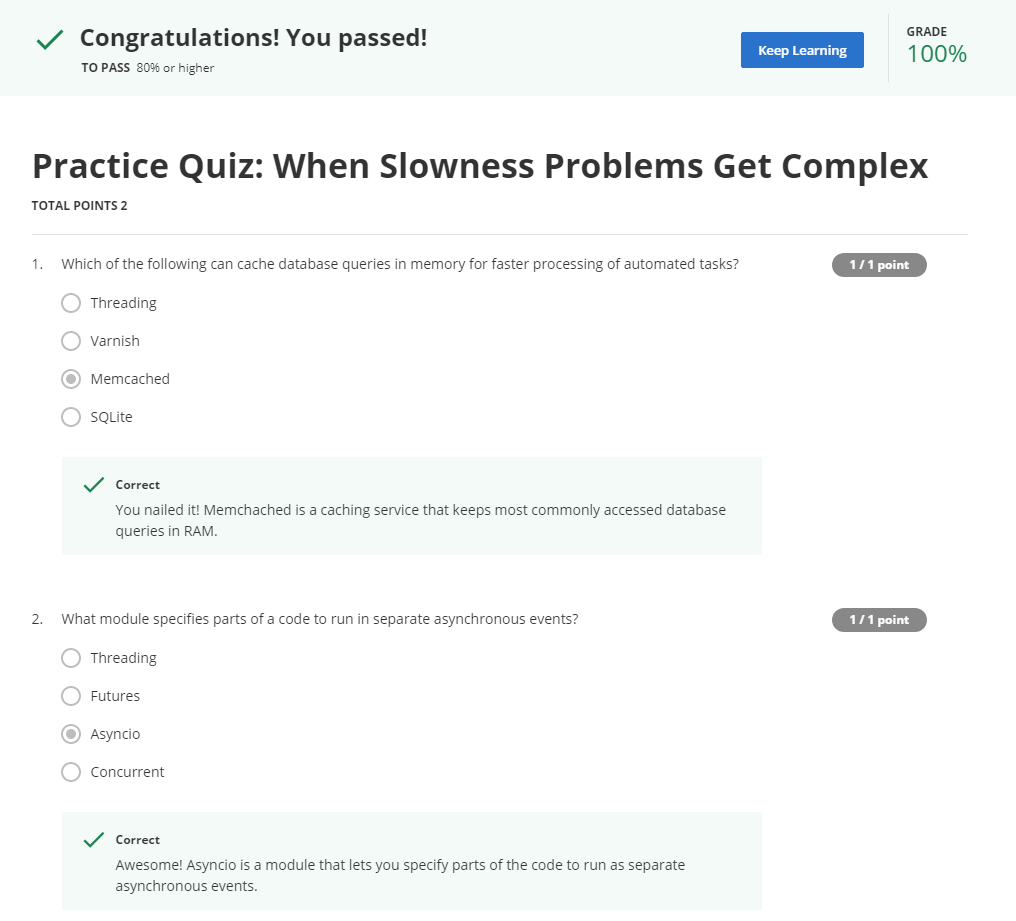 Congratulations! You passed!
TO PASS 80% or higher
Keep Learning
GRADE
100%
Practice Quiz: When Slowness Problems Get Complex
TOTAL POINTS 2
1. Which of the following can cache database queries in memory for faster processing of automated tasks?
1 / 1 point
Threading
Varnish
Memcached
SQLite
Correct
You nailed it! Memchached is a caching service that keeps most commonly accessed database
queries in RAM.
2. What module specifies parts of a code to run in separate asynchronous events?
1 / 1 point
Threading
Futures
Asyncio
Concurrent
Correct
Awesome! Asyncio is a module that lets you specify parts of the code to run as separate
asynchronous events.